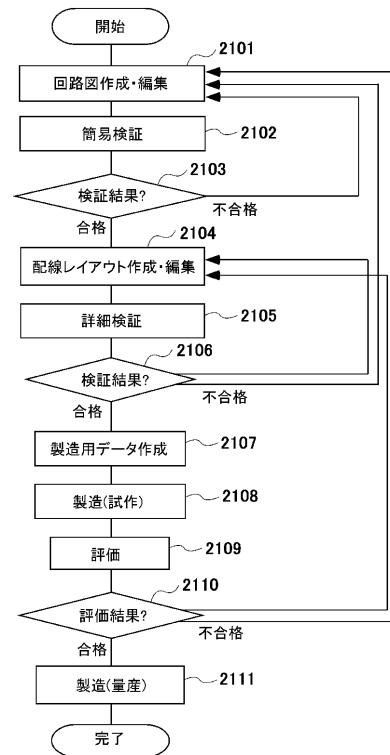 開始
2101
回路図作成・編集
簡易検証
2102
2103
検証結果?
不合格
合格
2104
配線レイアウト作成・編集
詳細検証
2105
2106
検証結果?
不合格
合格
製造用データ作成
2107
製造(試作)
2108
評価
2109
2110
評価結果?
不合格
合格
製造(量産)
2111
完了